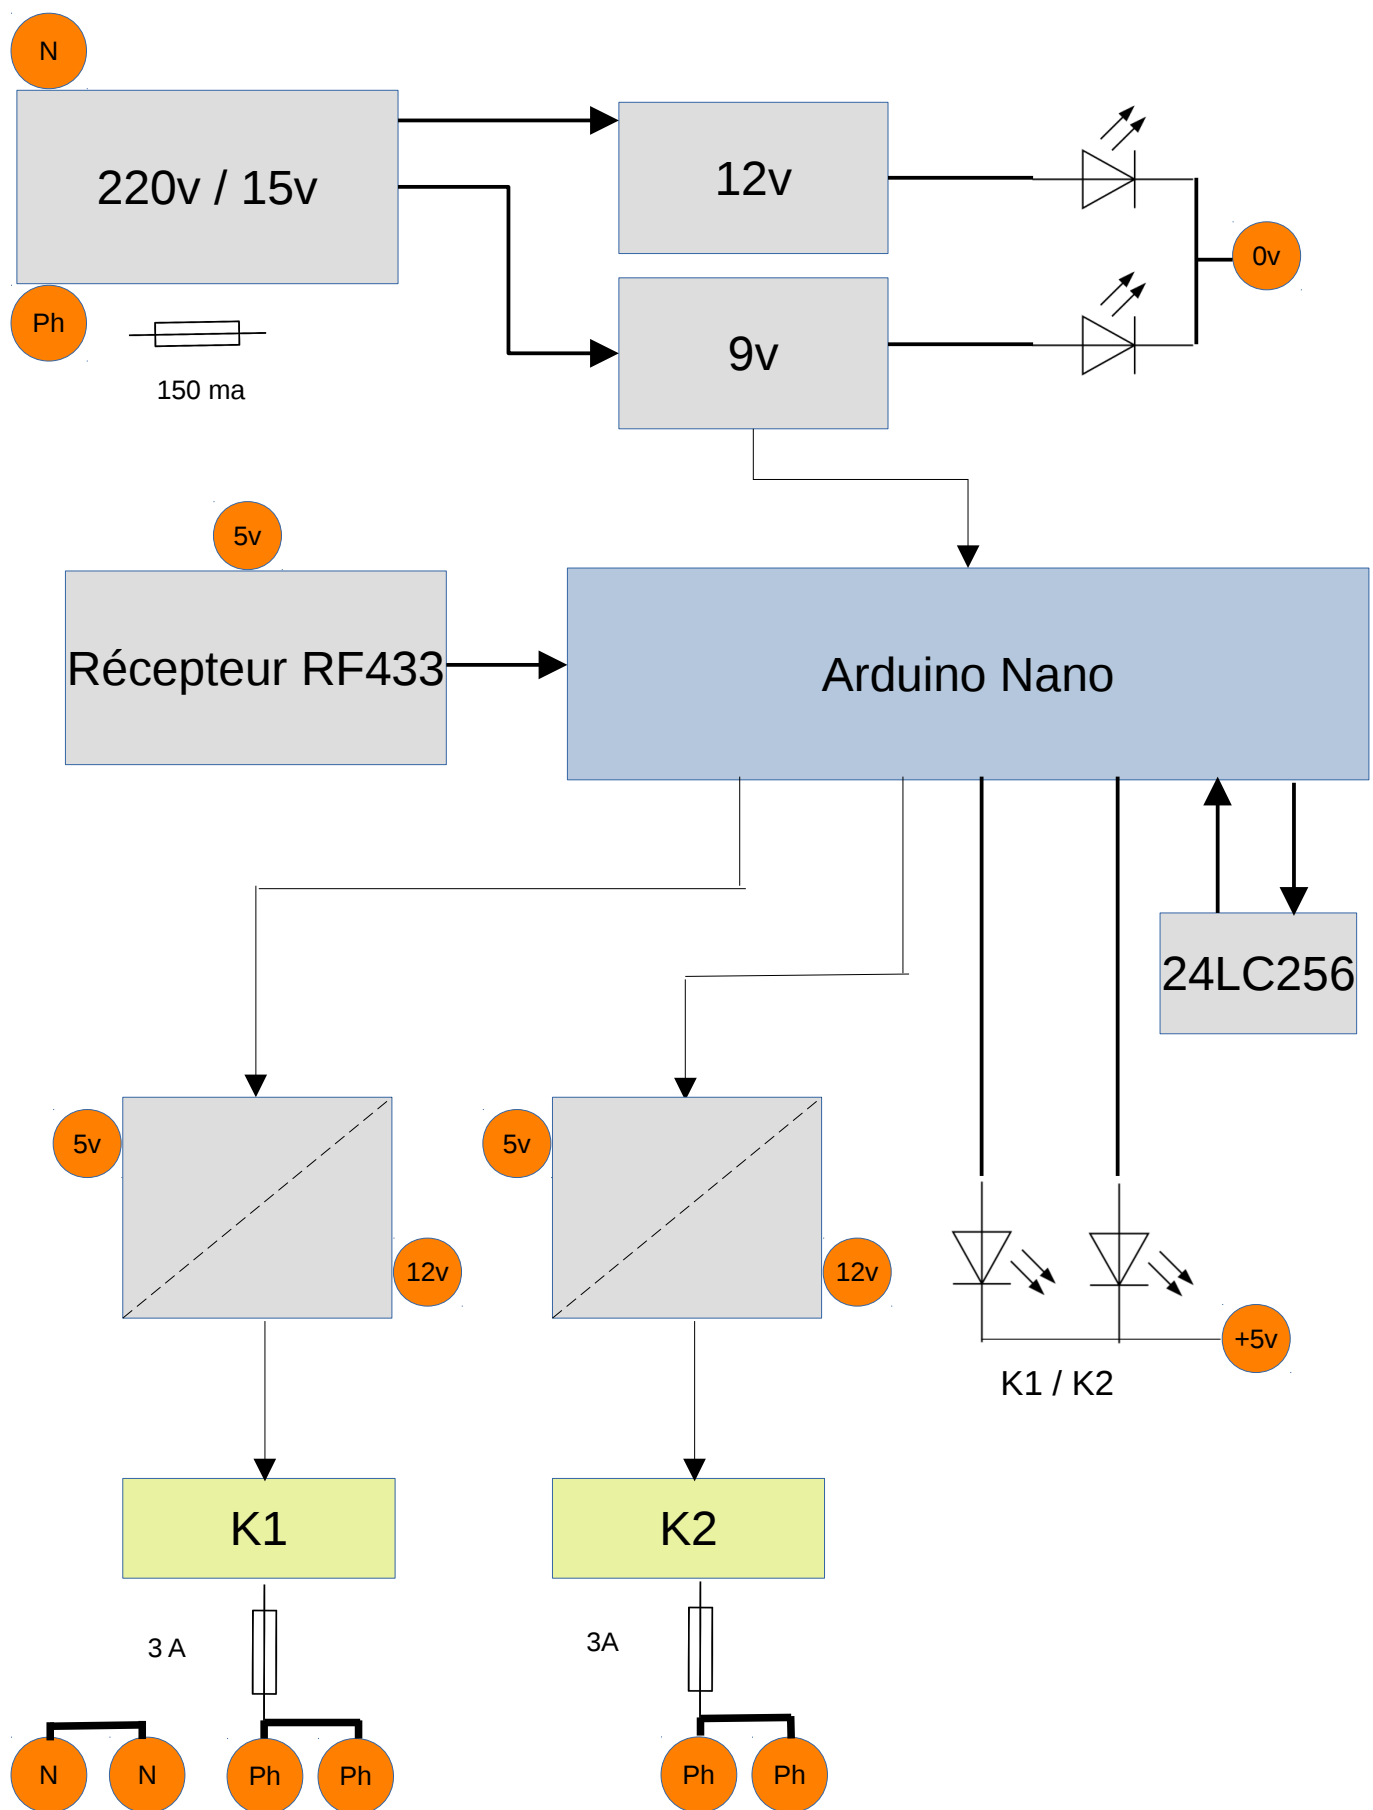 N
220v / 15v
12v
0v
Ph
150 ma
9v
5v
Récepteur RF433
Arduino Nano
24LC256
5v
12v
5v
12v
+5v
K1 / K2
K1
K2
3 A
3A
N
N
Ph
Ph
Ph
Ph